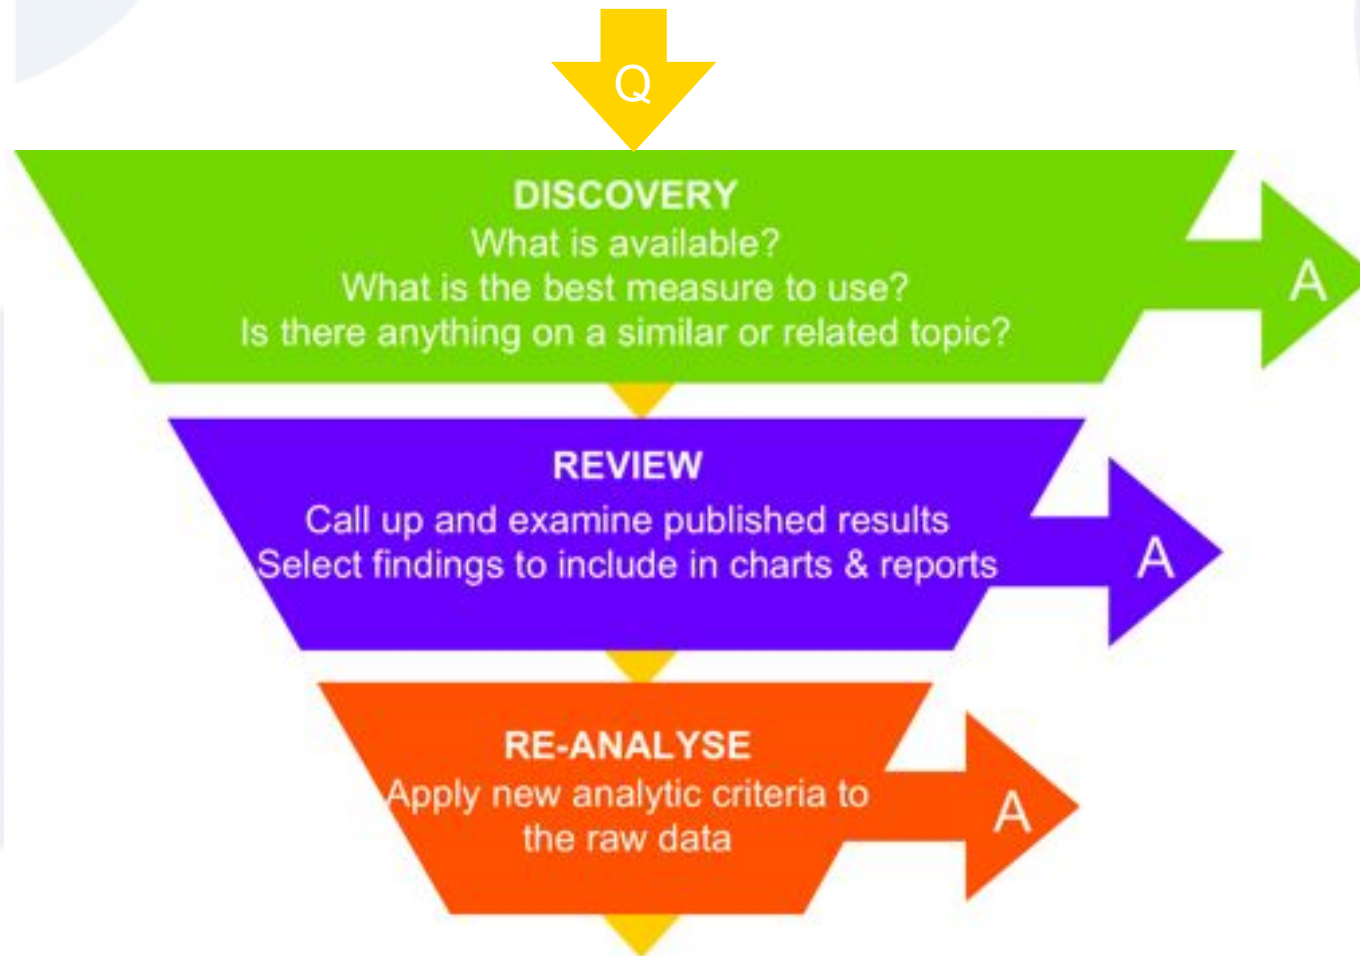 Q
DISCOVERY
What is available?
What is the best measure to use?
Is there anything on a similar or related topic?
A
REVIEW
Call up and examine published results
Select findings to include in charts & reports
A
RE-ANALYSE
Apply new analytic criteria to
the raw data
A